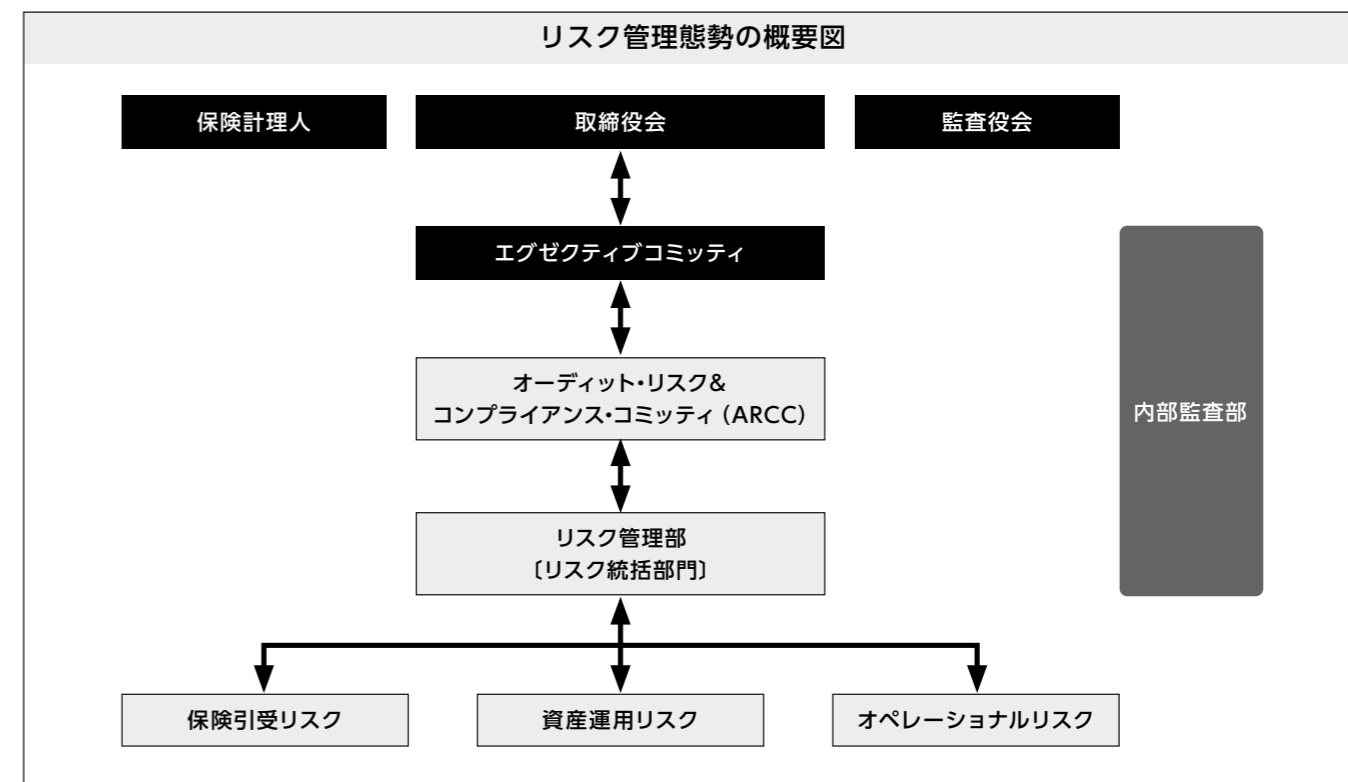 リスク管理態勢の概要図
保険計理人
取締役会
監査役会
エグゼクティブコミッティ
オーディット・リスク&
コンプライアンス・コミッティ（ARCC）
内部監査部
リスク管理部
〔リスク統括部門〕
保険引受リスク
資産運用リスク
オペレーショナルリスク